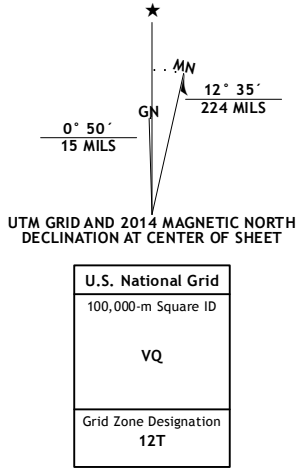 ★
MN
GN
12° 35´
224 MILS
0° 50´
15 MILS
UTM GRID AND 2014 MAGNETIC NORTH
DECLINATION AT CENTER OF SHEET
U.S. National Grid
100,000-m Square ID
VQ
Grid Zone Designation
12T